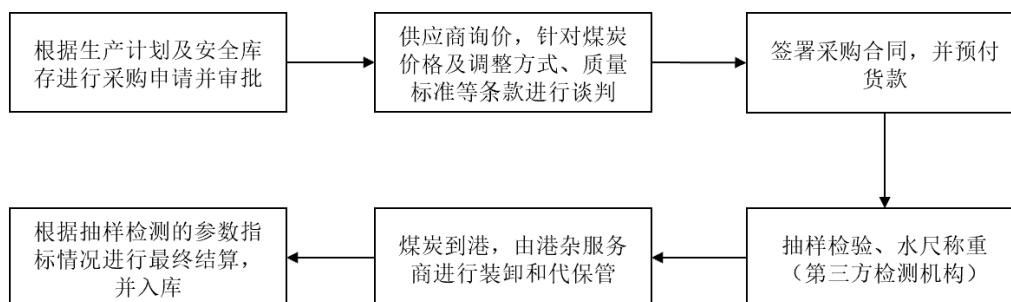 根据生产计划及安全库
存进行采购申请并审批
供应商询价，针对煤炭
价格及调整方式、质量
标准等条款进行谈判
签署采购合同，并预付
货款
抽样检验、水尺称重
（第三方检测机构）
煤炭到港，由港杂服务
商进行装卸和代保管
根据抽样检测的参数指
标情况进行最终结算，
并入库